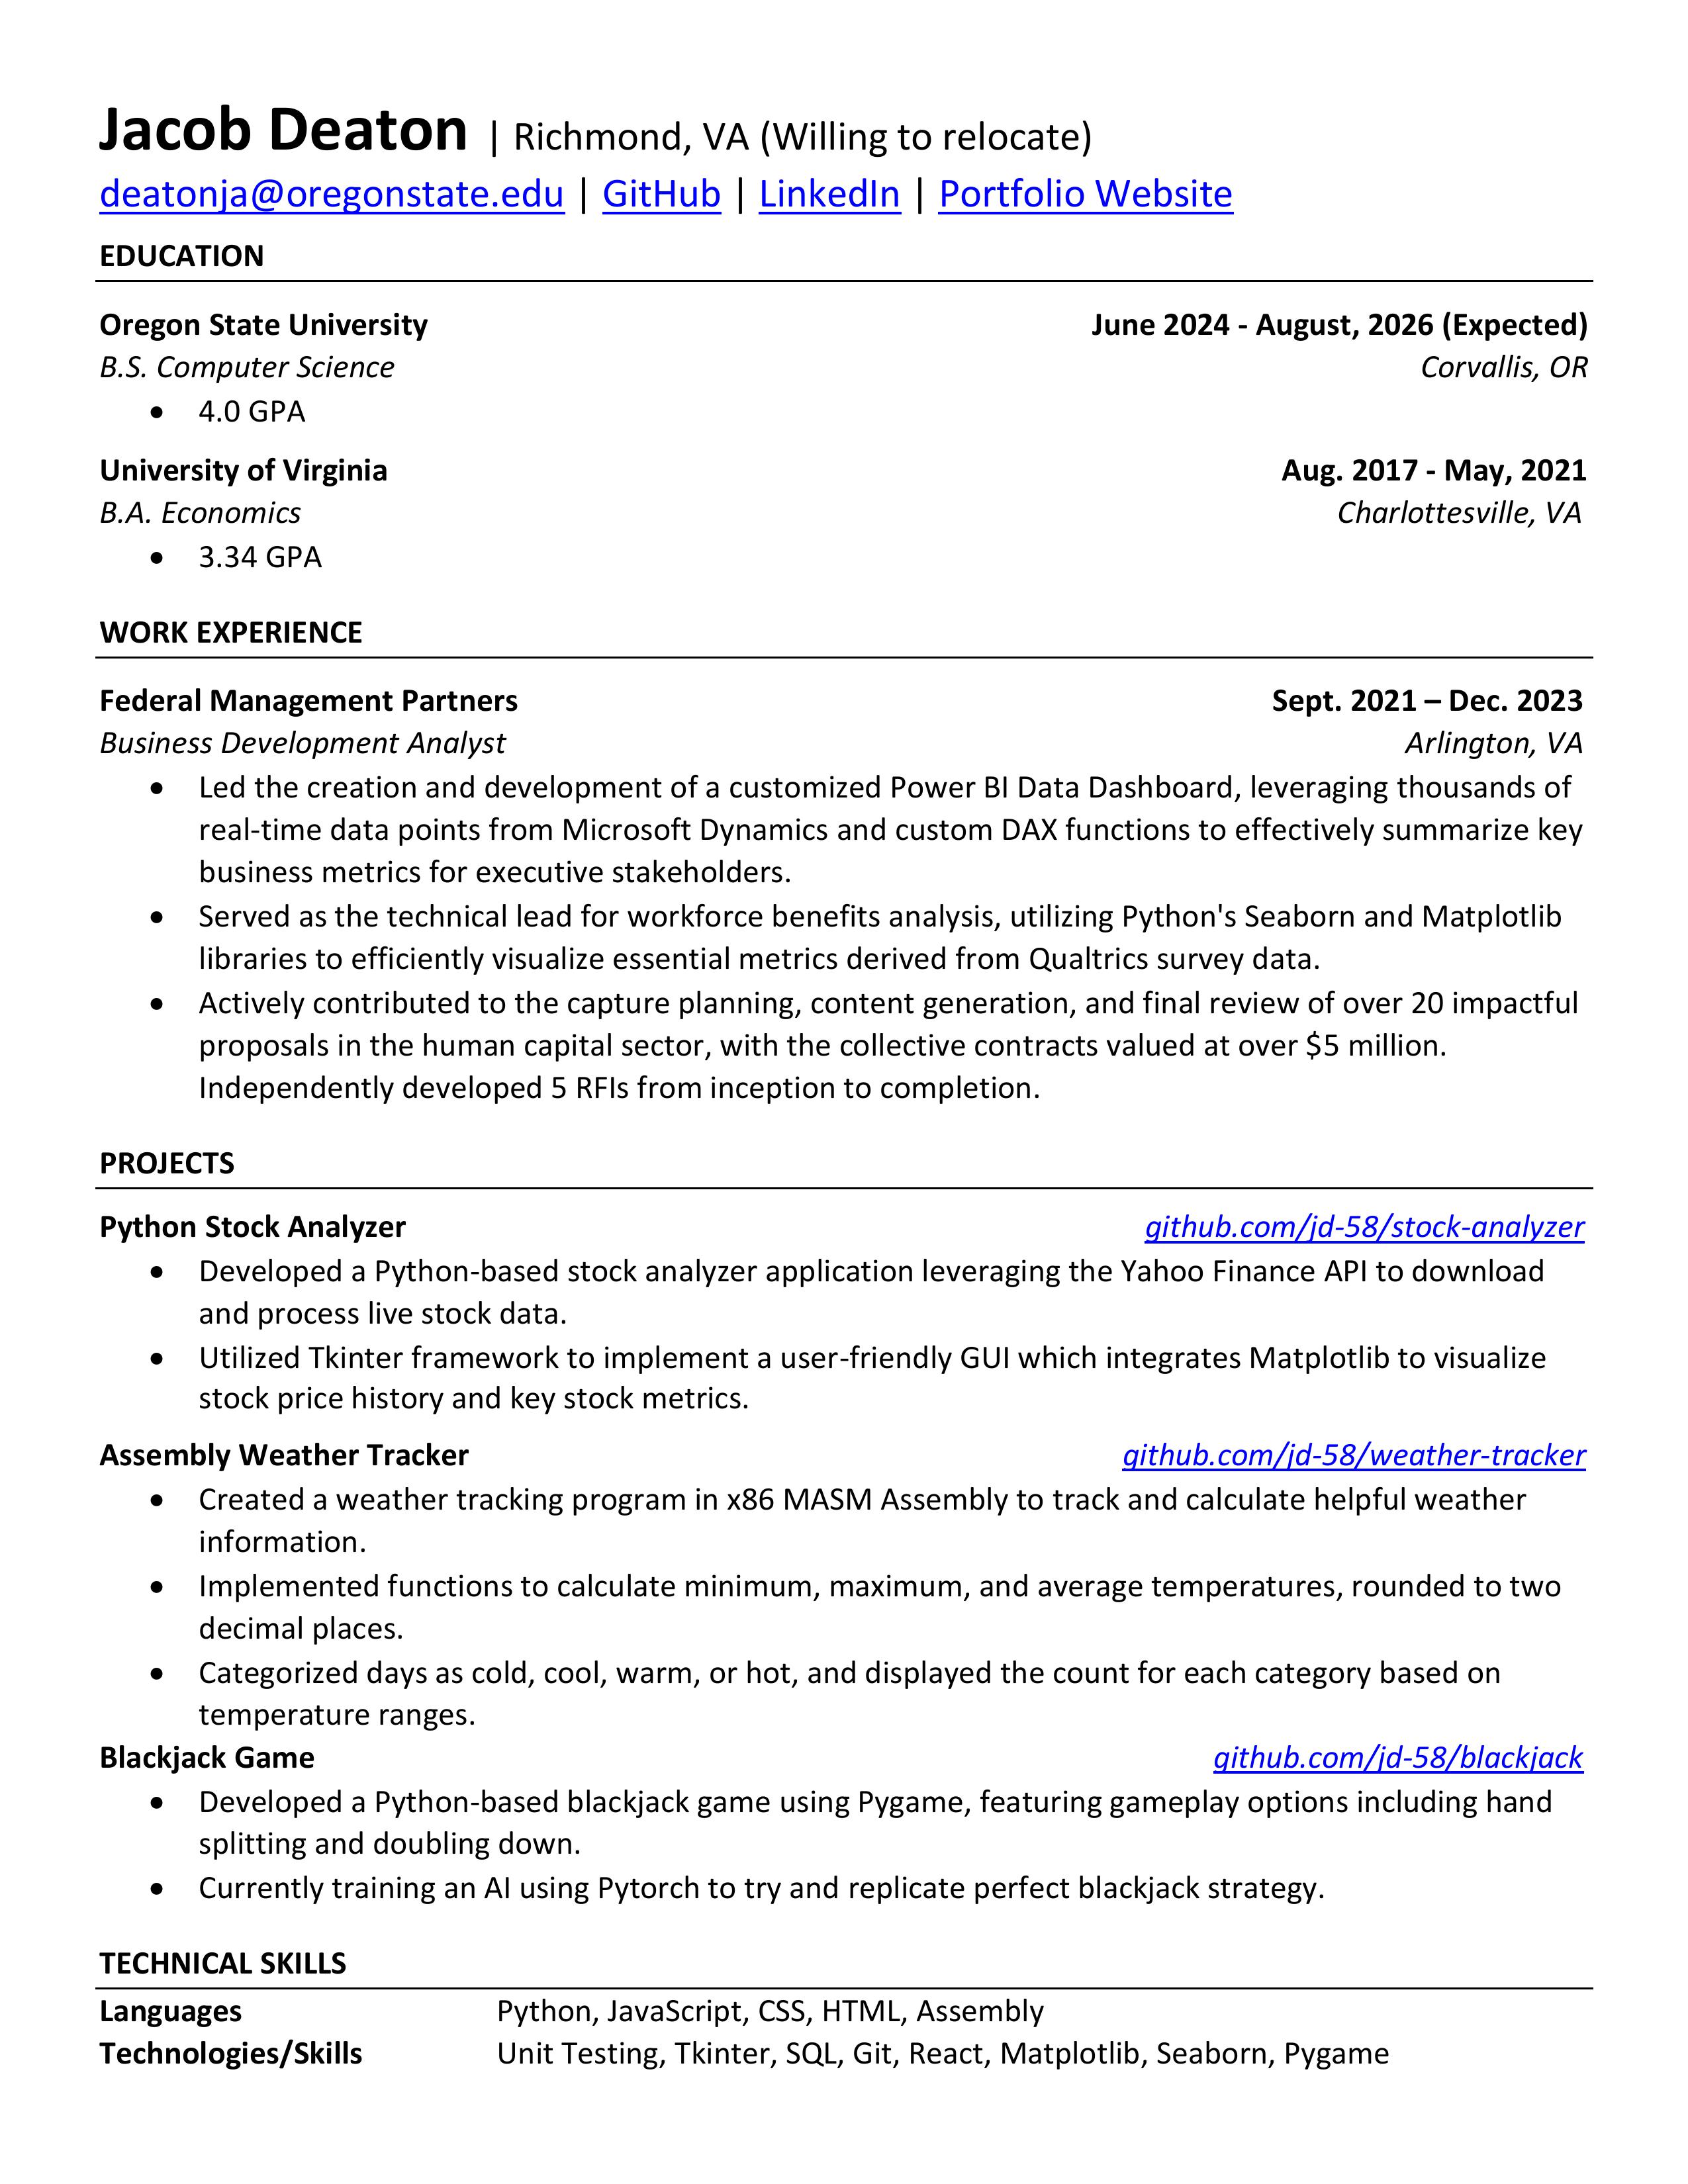 Jacob Deaton | Richmond, VA (Willing to relocate)
deatonja@oregonstate.edu | GitHub | LinkedIn | Portfolio Website
EDUCATION
Oregon State University June 2024 - August, 2026 (Expected)
B.S. Computer Science Corvallis, OR
• 4.0 GPA
University of Virginia Aug. 2017 - May, 2021
B.A. Economics Charlottesville, VA
• 3.34 GPA
WORK EXPERIENCE
Federal Management Partners Sept. 2021 – Dec. 2023
Business Development Analyst Arlington, VA
• Led the creation and development of a customized Power BI Data Dashboard, leveraging thousands of
real-time data points from Microsoft Dynamics and custom DAX functions to effectively summarize key
business metrics for executive stakeholders.
• Served as the technical lead for workforce benefits analysis, utilizing Python's Seaborn and Matplotlib
libraries to efficiently visualize essential metrics derived from Qualtrics survey data.
• Actively contributed to the capture planning, content generation, and final review of over 20 impactful
proposals in the human capital sector, with the collective contracts valued at over $5 million.
Independently developed 5 RFIs from inception to completion.
PROJECTS
Python Stock Analyzer github.com/jd-58/stock-analyzer
• Developed a Python-based stock analyzer application leveraging the Yahoo Finance API to download
and process live stock data.
• Utilized Tkinter framework to implement a user-friendly GUI which integrates Matplotlib to visualize
stock price history and key stock metrics.
Assembly Weather Tracker github.com/jd-58/weather-tracker
• Created a weather tracking program in x86 MASM Assembly to track and calculate helpful weather
information.
• Implemented functions to calculate minimum, maximum, and average temperatures, rounded to two
decimal places.
• Categorized days as cold, cool, warm, or hot, and displayed the count for each category based on
temperature ranges.
Blackjack Game github.com/jd-58/blackjack
• Developed a Python-based blackjack game using Pygame, featuring gameplay options including hand
splitting and doubling down.
• Currently training an AI using Pytorch to try and replicate perfect blackjack strategy.
TECHNICAL SKILLS
Languages Python, JavaScript, CSS, HTML, Assembly
Technologies/Skills Unit Testing, Tkinter, SQL, Git, React, Matplotlib, Seaborn, Pygame